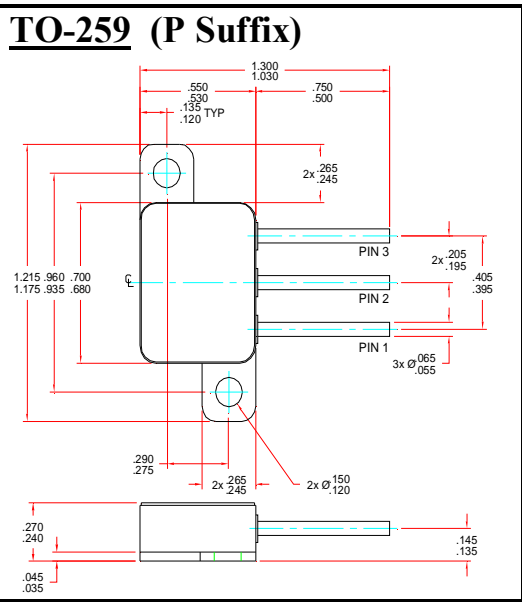 TO-259 (P Suffix)
1.300
1.030
.550
.530
.750
.500
.135
.120 TYP
2x .265
.245
PIN 3
2x .205
.195
1.215 .960 .700
1.175 .935 .680
℄
PIN 2
.405
.395
PIN 1
3x Ø .065
.055
.290
.275
2x .265
.245
2x Ø .150
.120
.270
.240
.145
.135
.045
.035